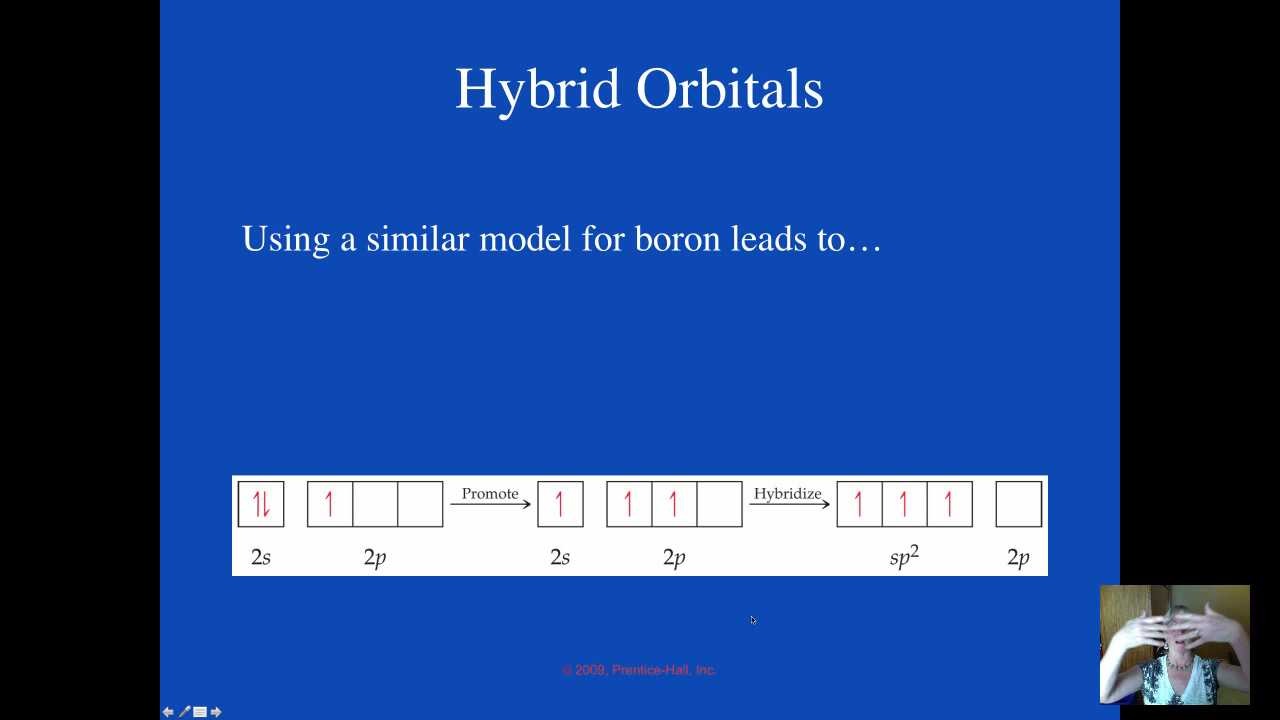 Hybrid Orbitals
Using a similar model for boron leads to…
Promote
Hybridize
2s 2p 2s 2p sp² 2p
© 2009, Prentice-Hall, Inc.